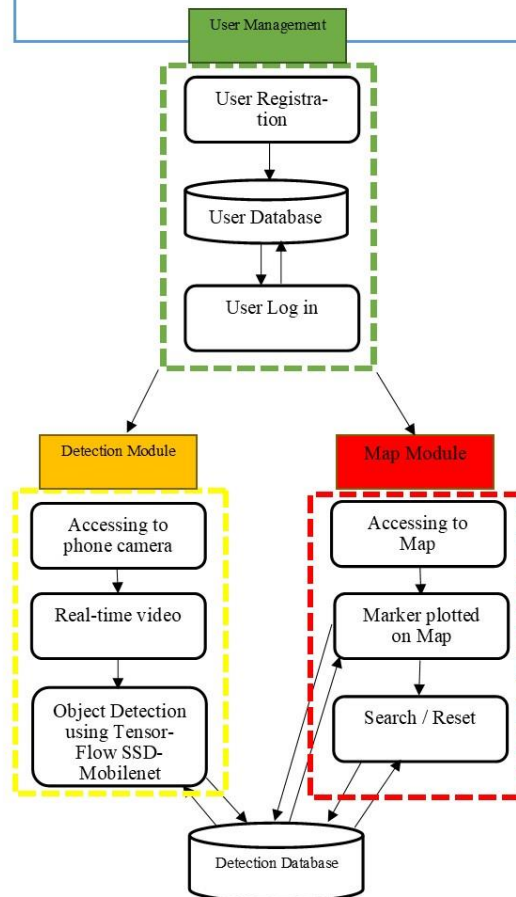 User Management
User Registra-
tion
User Database
User Log in
Detection Module
Map Module
Accessing to
phone camera
Accessing to
Map
Real-time video
Marker plotted
on Map
Object Detection
using Tensor-
Flow SSD-
Mobilenet
Search / Reset
Detection Database